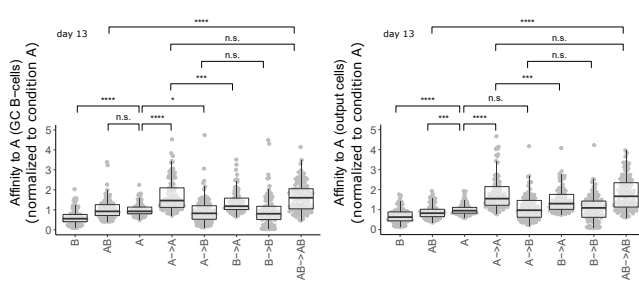 day 13
****
n.s.
n.s.
***
****
*
n.s.
****
Affinity to A (GC B-cells)
(normalized to condition A)
5
4
3
2
1
0
B
AB
A
A->A
A->B
B->A
B->B
AB->AB
day 13
****
n.s.
n.s.
***
****
n.s.
***
****
Affinity to A (output cells)
(normalized to condition A)
5
4
3
2
1
0
B
AB
A
A->A
A->B
B->A
B->B
AB->AB